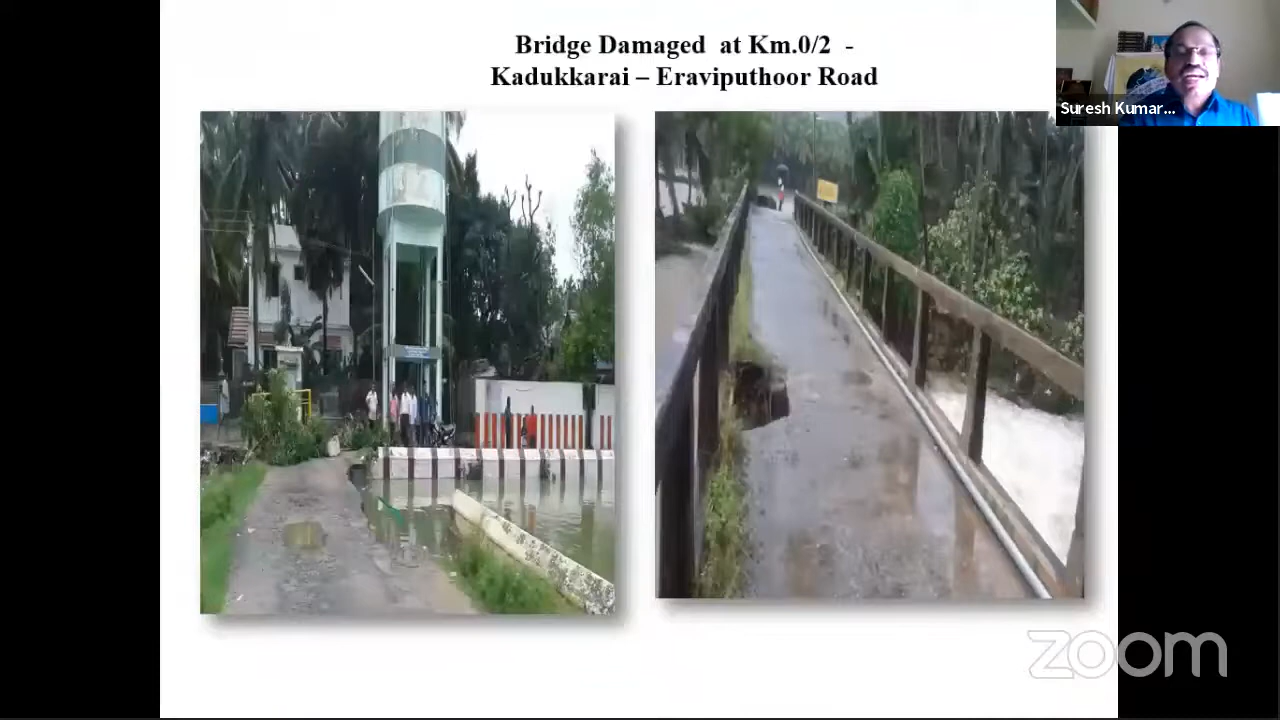 Bridge Damaged at Km.0/2 -
Kadukkarai – Eraviputhoor Road
Suresh Kumar...
zoom